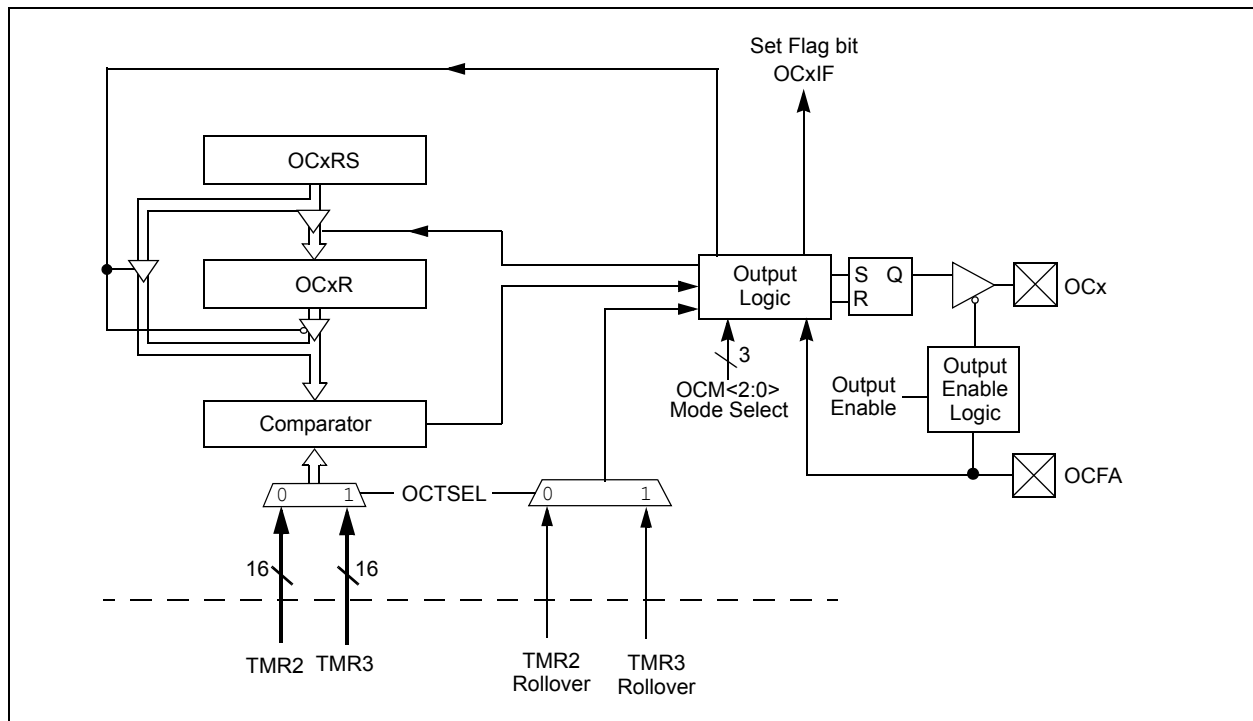 Set Flag bit
OCxIF
OCxRS
OCxR
Output
Logic
S Q
R
OCx
3
OCM<2:0>
Mode Select
Output
Enable
Output
Enable
Logic
Comparator
OCFA
0 1
OCTSEL
0 1
16
16
TMR2
TMR3
TMR2
Rollover
TMR3
Rollover